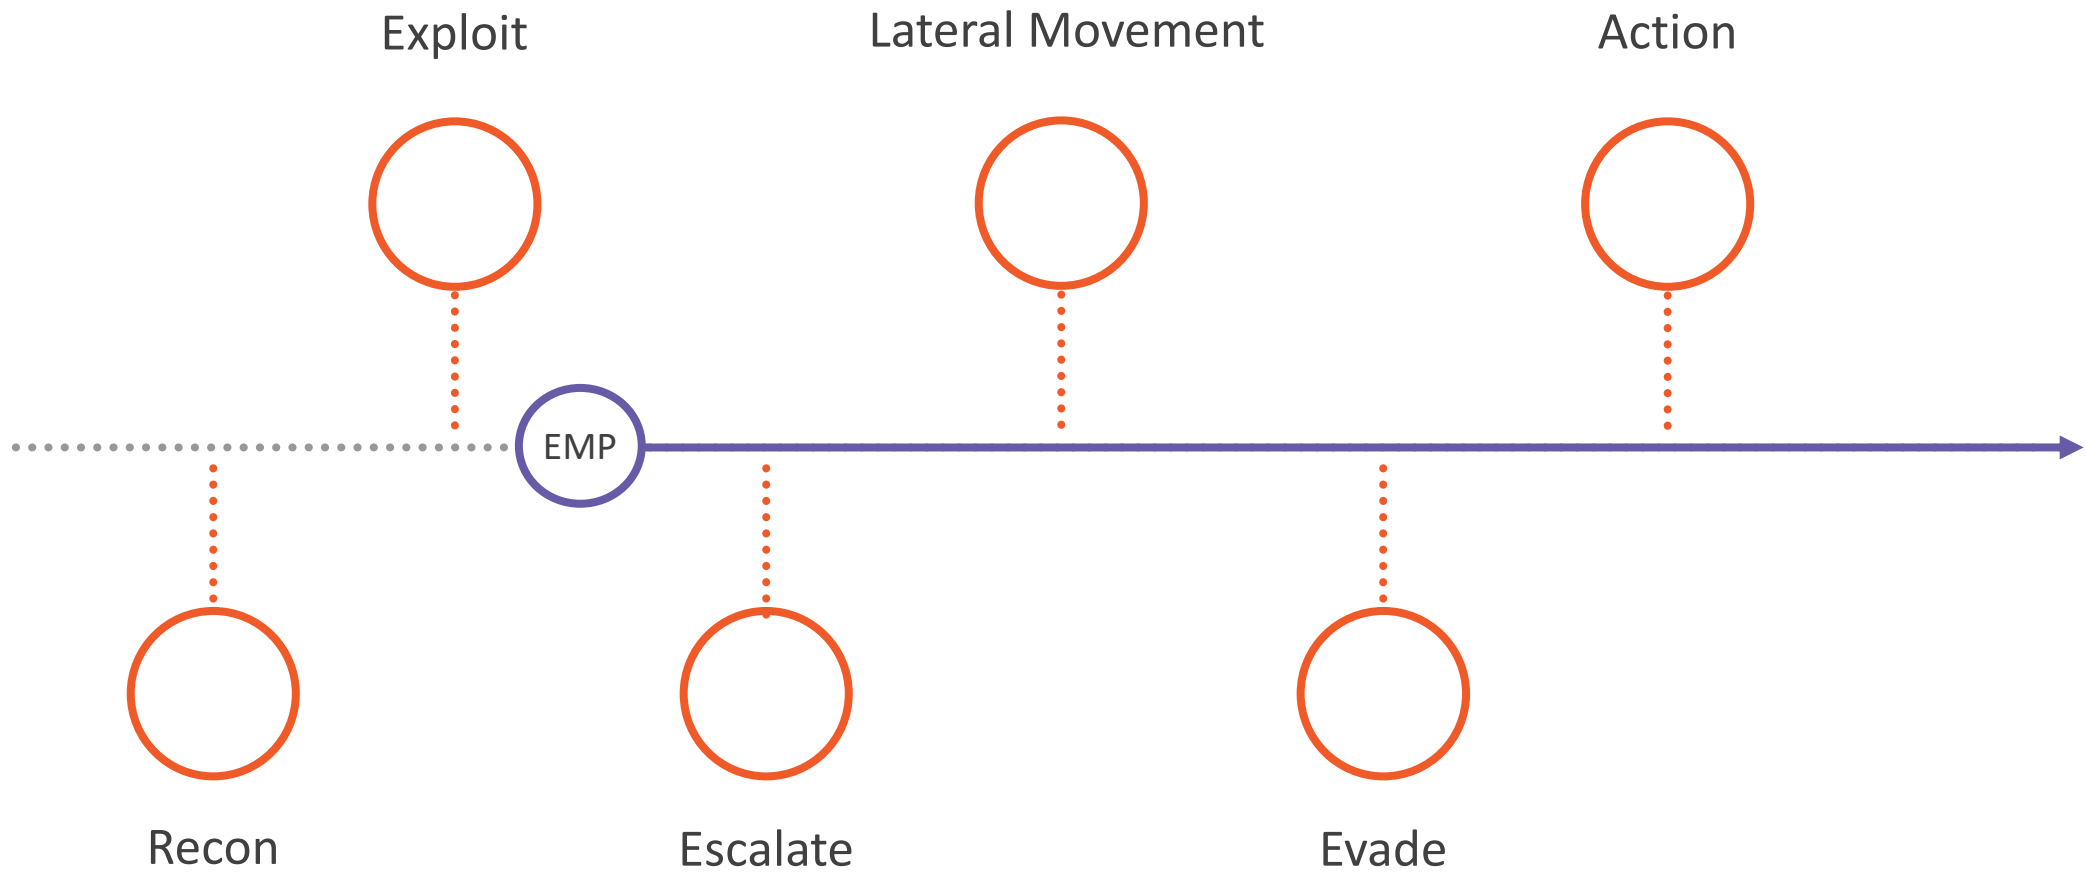 Exploit
Lateral Movement
Action
EMP
Recon
Escalate
Evade